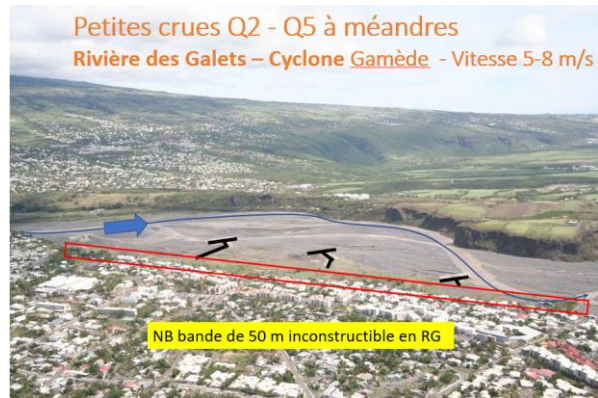 Petites crues Q2 - Q5 à méandres
Rivière des Galets – Cyclone Gamède - Vitesse 5-8 m/s
NB bande de 50 m inconstructible en RG